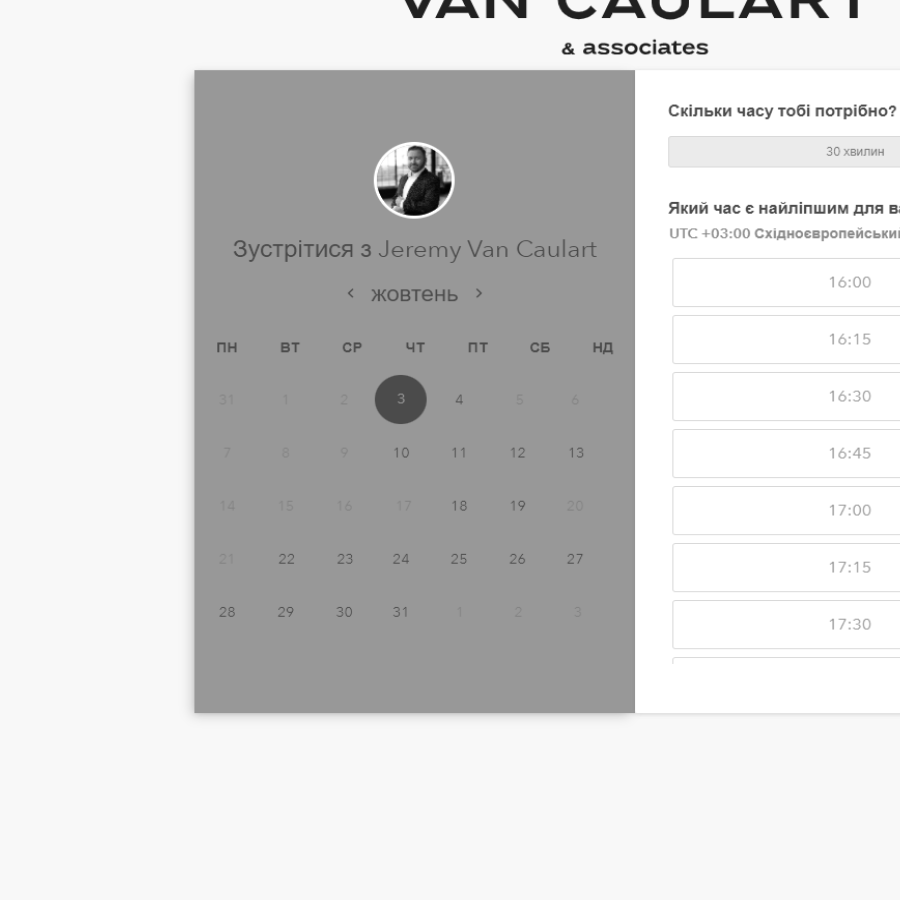 VAN CAULART
& associates
Зустрітися з Jeremy Van Caulart
жовтень
ПН ВТ СР ЧТ ПТ СБ НД
31 1 2 3 4 5 6
7 8 9 10 11 12 13
14 15 16 17 18 19 20
21 22 23 24 25 26 27
28 29 30 31 1 2 3
Скільки часу тобі потрібно?
30 хвилин
Який час є найліпшим для
UTC +03:00
16:00
16:15
16:30
16:45
17:00
17:15
17:30